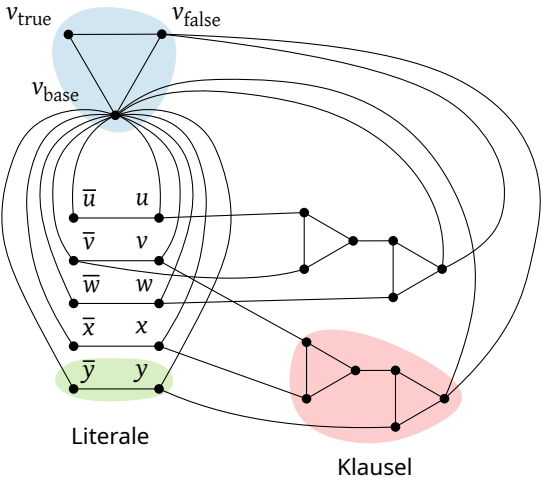 v_true v_false
v_base
u̅ u
v̅ v
w̅ w
x̅ x
y̅ y
Literale
Klausel